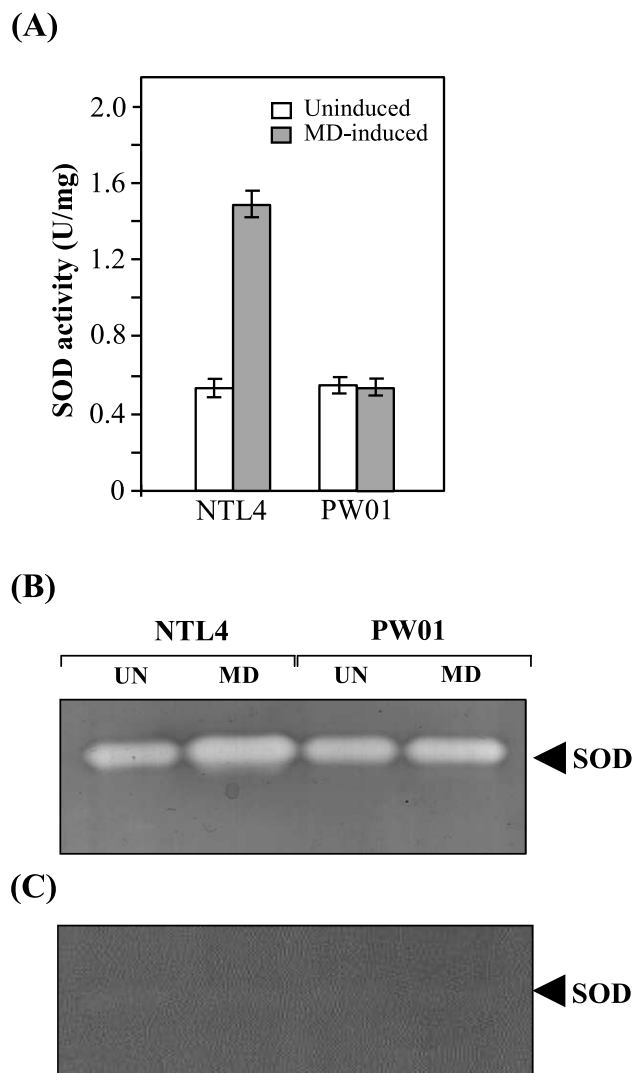 (A)
2.0
1.6
1.2
0.8
0.4
0
SOD activity (U/mg)
Uninduced
MD-induced
NTL4 PW01
(B)
NTL4 PW01
UN MD UN MD
SOD
(C)
SOD